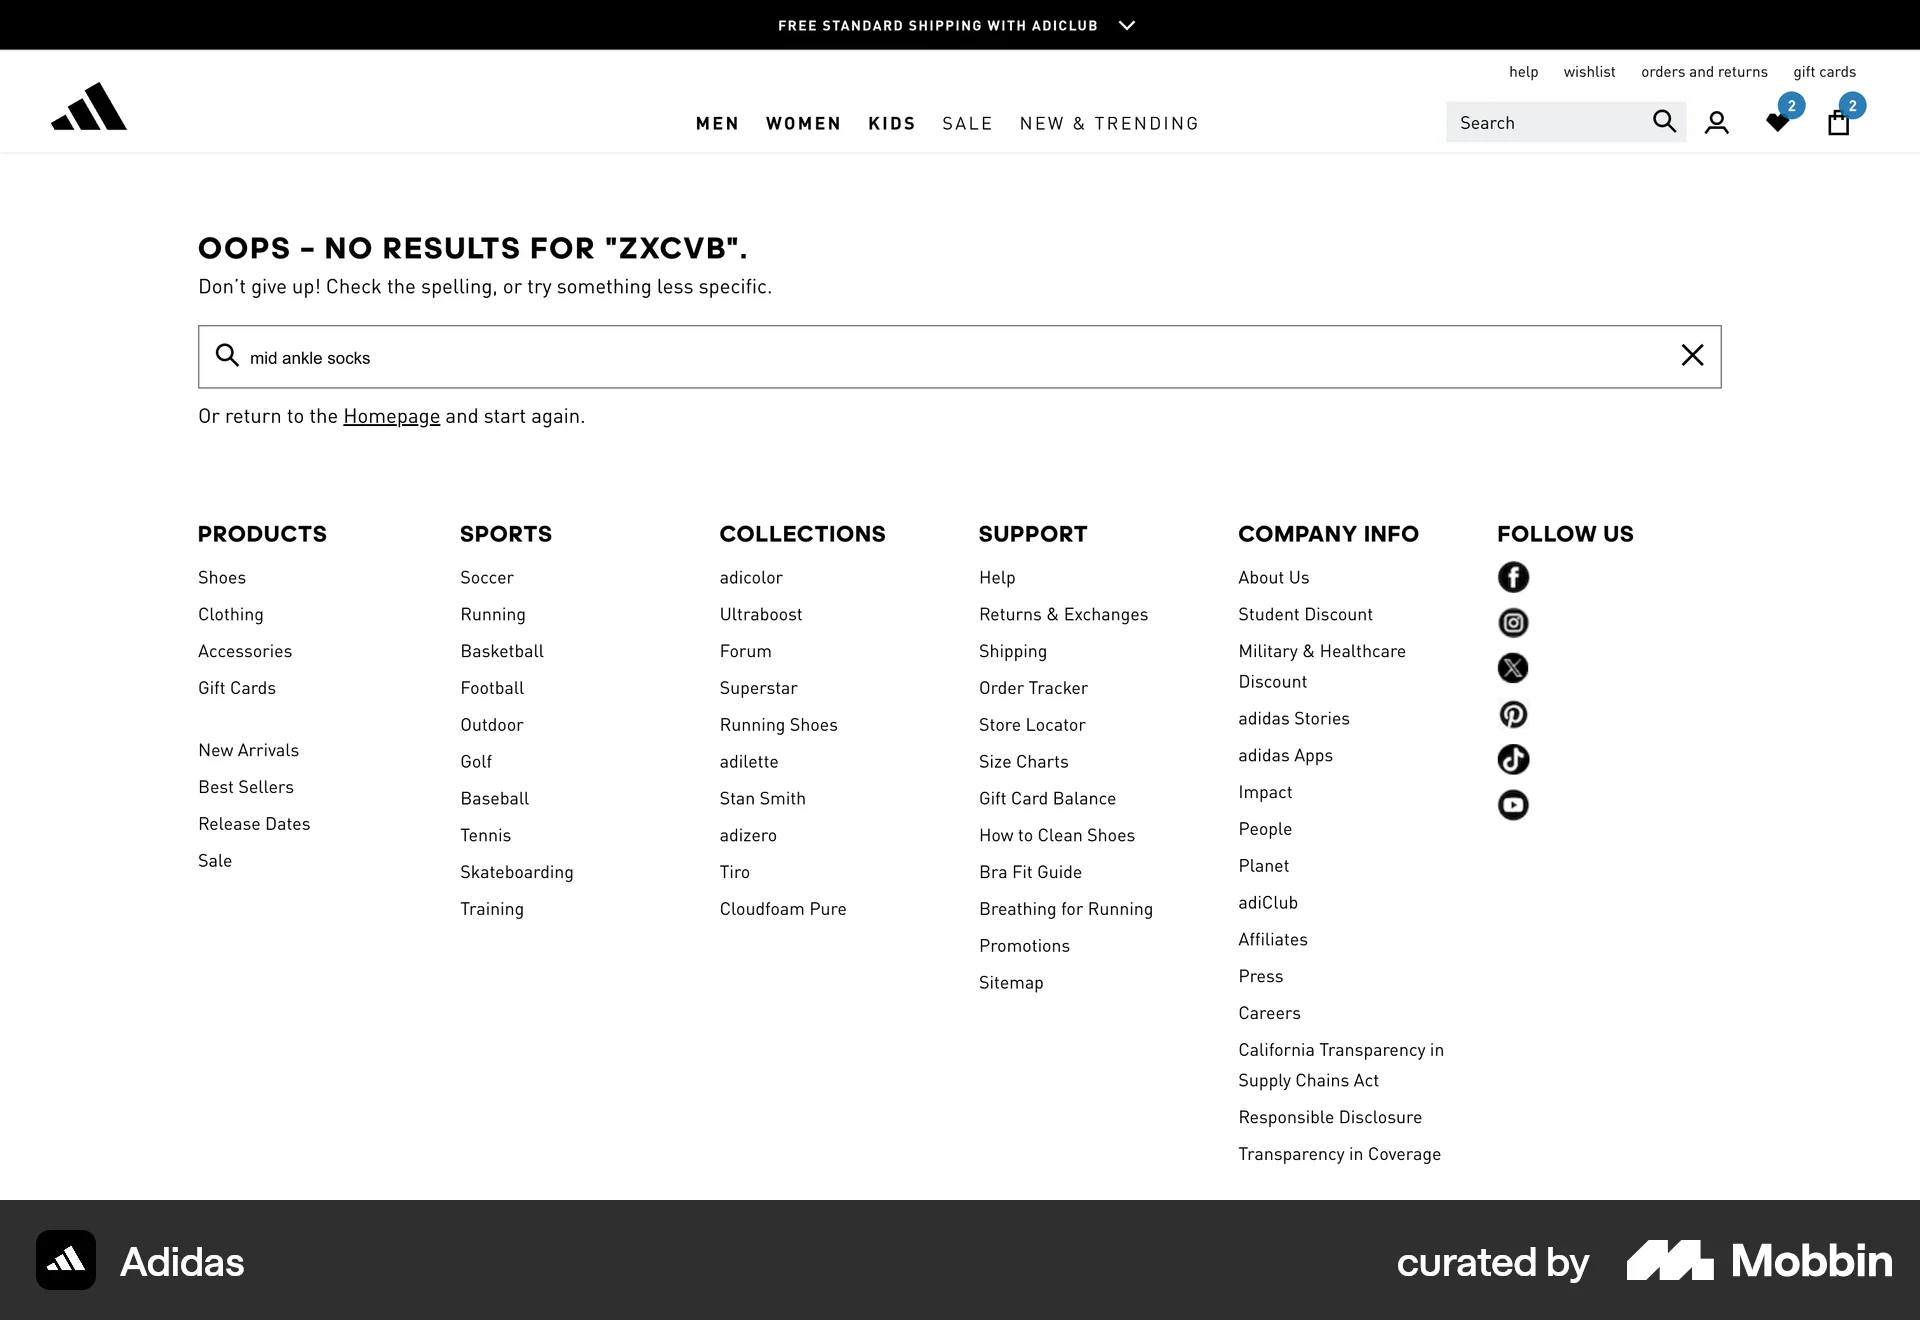 FREE STANDARD SHIPPING WITH ADICLUB
help wishlist orders and returns gift cards
MEN WOMEN KIDS SALE NEW & TRENDING
Search
2
2
OOPS – NO RESULTS FOR "ZXCVB".
Don't give up! Check the spelling, or try something less specific.
mid ankle socks
Or return to the Homepage and start again.
PRODUCTS
Shoes
Clothing
Accessories
Gift Cards
New Arrivals
Best Sellers
Release Dates
Sale
SPORTS
Soccer
Running
Basketball
Football
Outdoor
Golf
Baseball
Tennis
Skateboarding
Training
COLLECTIONS
adicolor
Ultraboost
Forum
Superstar
Running Shoes
adilette
Stan Smith
adizero
Tiro
Cloudfoam Pure
SUPPORT
Help
Returns & Exchanges
Shipping
Order Tracker
Store Locator
Size Charts
Gift Card Balance
How to Clean Shoes
Bra Fit Guide
Breathing for Running
Promotions
Sitemap
COMPANY INFO
About Us
Student Discount
Military & Healthcare
Discount
adidas Stories
adidas Apps
Impact
People
Planet
adiClub
Affiliates
Press
Careers
California Transparency in
Supply Chains Act
Responsible Disclosure
Transparency in Coverage
FOLLOW US
Adidas
curated by Mobbin